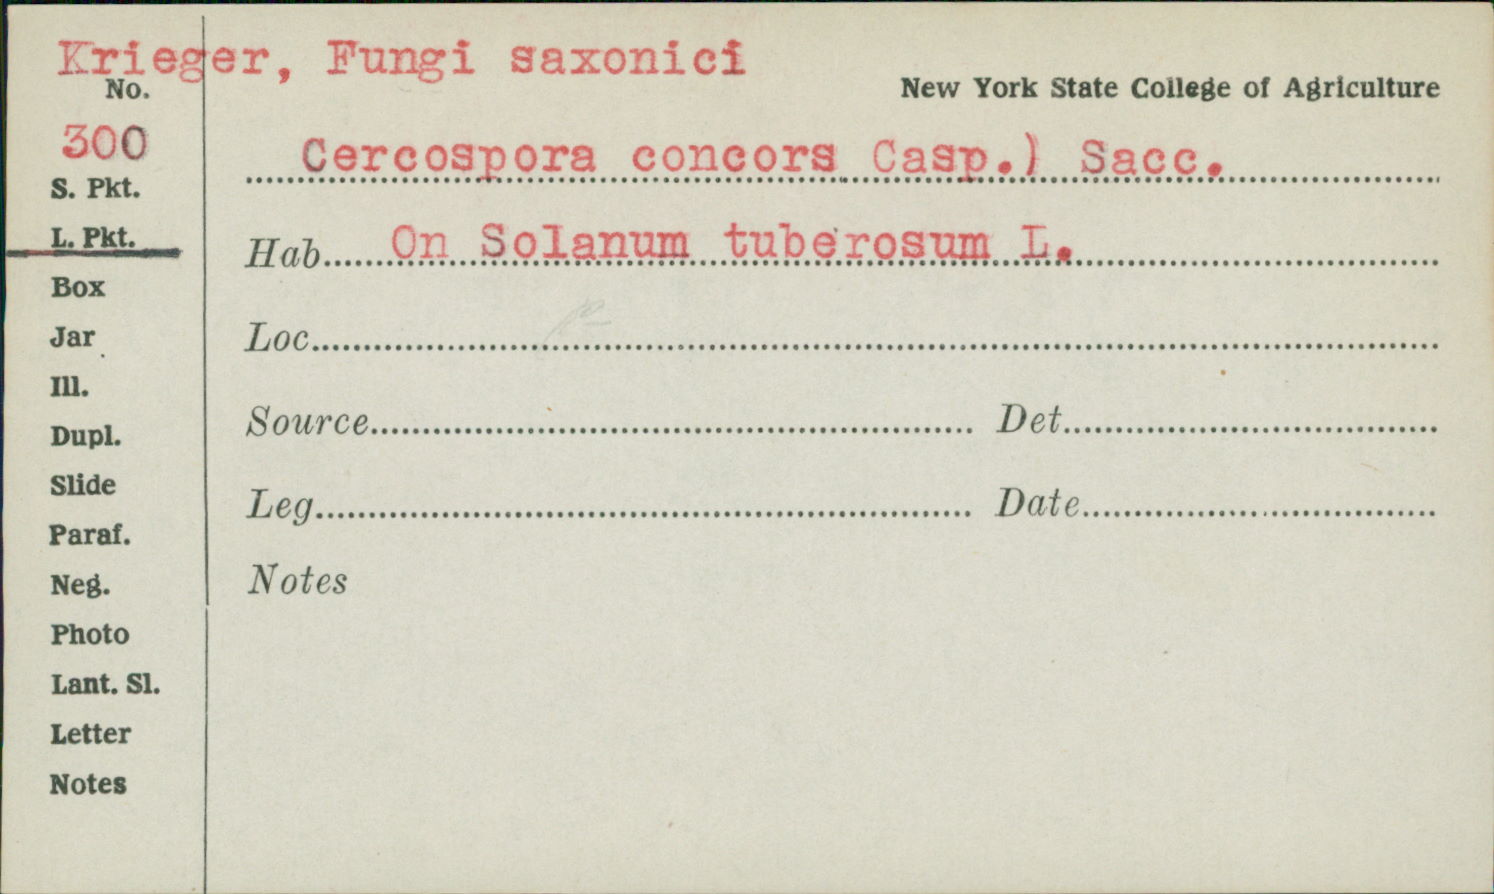 Krieger, Fungi saxonici
No.
New York State College of Agriculture
300
Cercospora concors Casp.) Sacc.
S. Pkt.
L. Pkt.
Hab. On Solanum tuberosum L.
Box
Jar
Loc.
Ill.
Dupl.
Source Det.
Slide
Leg. Date
Paraf.
Neg.
Notes
Photo
Lant. Sl.
Letter
Notes